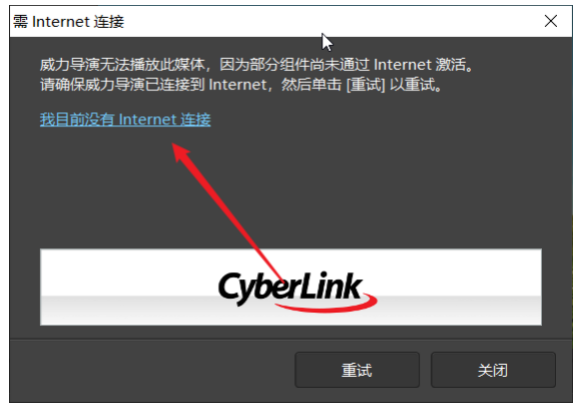 需 Internet 连接
威力导演无法播放此媒体，因为部分组件尚未通过 Internet 激活。
请确保威力导演已连接到 Internet，然后单击 [重试] 以重试。
我目前没有 Internet 连接
CyberLink
重试
关闭